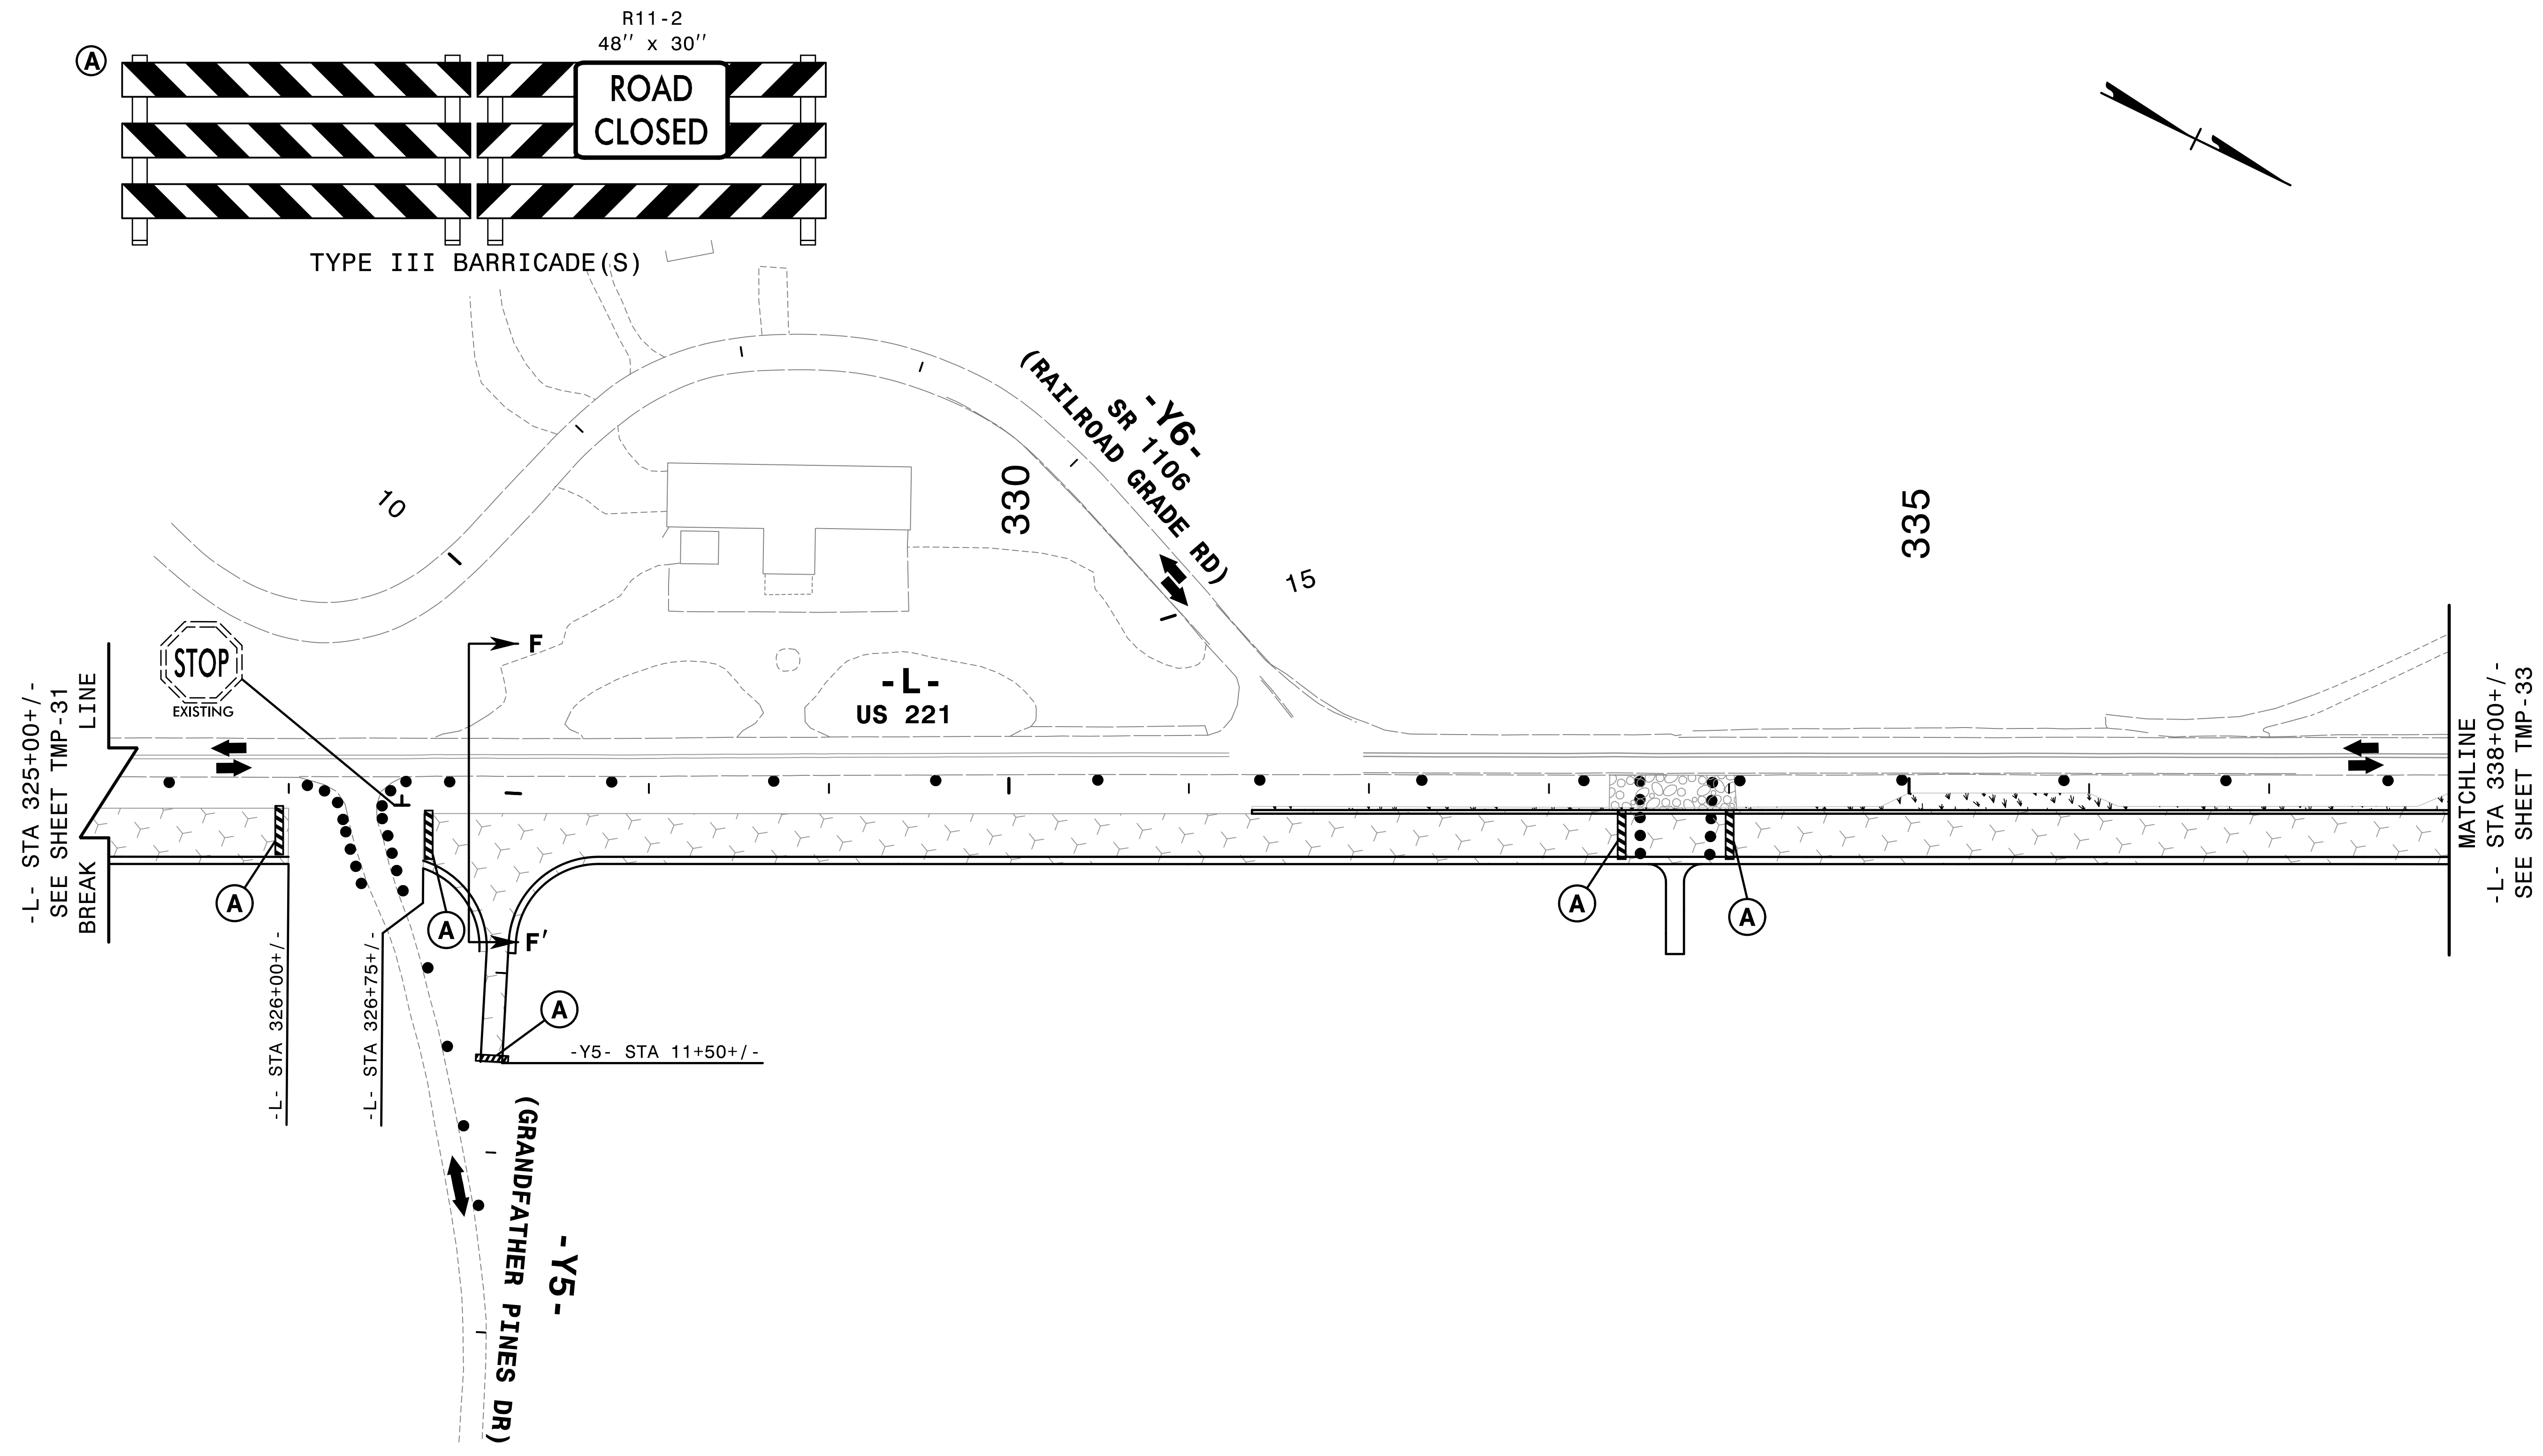 R11-2
48'' x 30''
A
ROAD
CLOSED
TYPE III BARRICADE(S)
-Y6-
SR 1106
(RAILROAD GRADE RD)
10
330
335
15
STOP
EXISTING
F
-L-
US 221
-L- STA 325+00+/-
SEE SHEET TMP-31
BREAK LINE
MATCHLINE
-L- STA 338+00+/-
SEE SHEET TMP-33
A
A
F'
A
A
A
-L- STA 326+00+/-
-L- STA 326+75+/-
-Y5- STA 11+50+/-
(GRANDFATHER PINES DR)
-Y5-